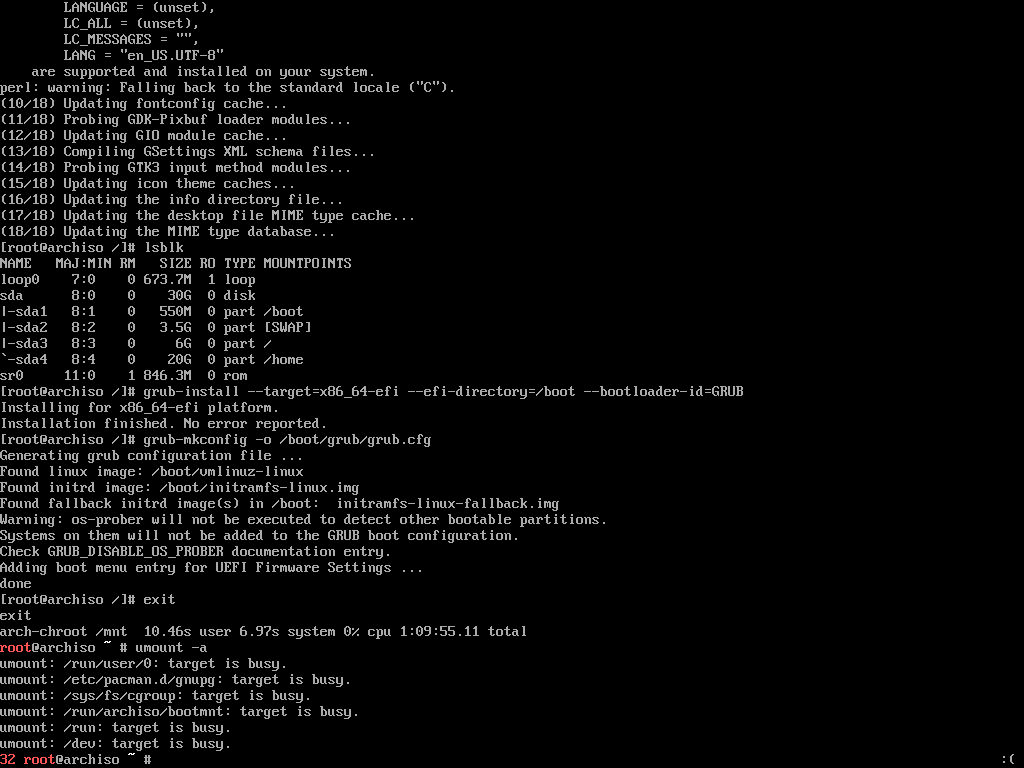 LANGUAGE = (unset),
LC_ALL = (unset),
LC_MESSAGES = "",
LANG = "en_US.UTF-8"
are supported and installed on your system.
perl: warning: Falling back to the standard locale ("C").
(10/18) Updating fontconfig cache...
(11/18) Probing GDK-Pixbuf loader modules...
(12/18) Updating GIO module cache...
(13/18) Compiling GSettings XML schema files...
(14/18) Probing GTK3 input method modules...
(15/18) Updating icon theme caches...
(16/18) Updating the info directory file...
(17/18) Updating the desktop file MIME type cache...
(18/18) Updating the MIME type database...
[root@archiso /]# lsblk
NAME   MAJ:MIN RM   SIZE RO TYPE MOUNTPOINTS
loop0    7:0    0 673.7M  1 loop
sda      8:0    0    30G  0 disk
|-sda1   8:1    0   550M  0 part /boot
|-sda2   8:2    0   3.5G  0 part [SWAP]
|-sda3   8:3    0     6G  0 part /
`-sda4   8:4    0    20G  0 part /home
sr0     11:0    1 846.3M  0 rom
[root@archiso /]# grub-install --target=x86_64-efi --efi-directory=/boot --bootloader-id=GRUB
Installing for x86_64-efi platform.
Installation finished. No error reported.
[root@archiso /]# grub-mkconfig -o /boot/grub/grub.cfg
Generating grub configuration file ...
Found linux image: /boot/vmlinuz-linux
Found initrd image: /boot/initramfs-linux.img
Found fallback initrd image(s) in /boot:  initramfs-linux-fallback.img
Warning: os-prober will not be executed to detect other bootable partitions.
Systems on them will not be added to the GRUB boot configuration.
Check GRUB_DISABLE_OS_PROBER documentation entry.
Adding boot menu entry for UEFI Firmware Settings ...
done
[root@archiso /]# exit
exit
arch-chroot /mnt  10.46s user 6.97s system 0% cpu 1:09:55.11 total
root@archiso ~ # umount -a
umount: /run/user/0: target is busy.
umount: /etc/pacman.d/gnupg: target is busy.
umount: /sys/fs/cgroup: target is busy.
umount: /run/archiso/bootmnt: target is busy.
umount: /run: target is busy.
umount: /dev: target is busy.
32 root@archiso ~ # :(